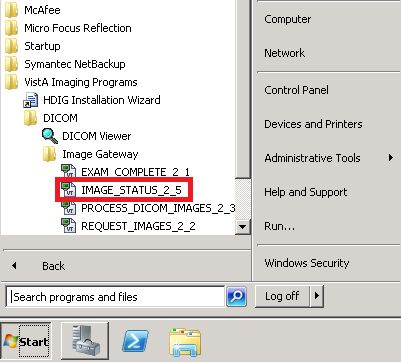 McAfee
Micro Focus Reflection
Startup
Symantec NetBackup
VistA Imaging Programs
HDIG Installation Wizard
DICOM
DICOM Viewer
Image Gateway
EXAM_COMPLETE_2_1
IMAGE_STATUS_2_5
PROCESS_DICOM_IMAGES_2_3
REQUEST_IMAGES_2_2
Back
Search programs and files
Computer
Network
Control Panel
Devices and Printers
Administrative Tools
Help and Support
Run...
Windows Security
Log off
Start